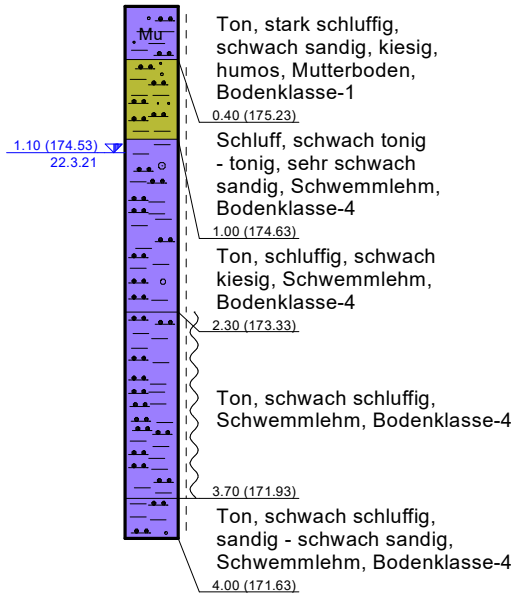 Mu
Ton, stark schluffig,
schwach sandig, kiesig,
humos, Mutterboden,
Bodenklasse-1
0.40 (175.23)
1.10 (174.53)
22.3.21
Schluff, schwach tonig
- tonig, sehr schwach
sandig, Schwemmlehm,
Bodenklasse-4
1.00 (174.63)
Ton, schluffig, schwach
kiesig, Schwemmlehm,
Bodenklasse-4
2.30 (173.33)
Ton, schwach schluffig,
Schwemmlehm, Bodenklasse-4
3.70 (171.93)
Ton, schwach schluffig,
sandig - schwach sandig,
Schwemmlehm, Bodenklasse-4
4.00 (171.63)